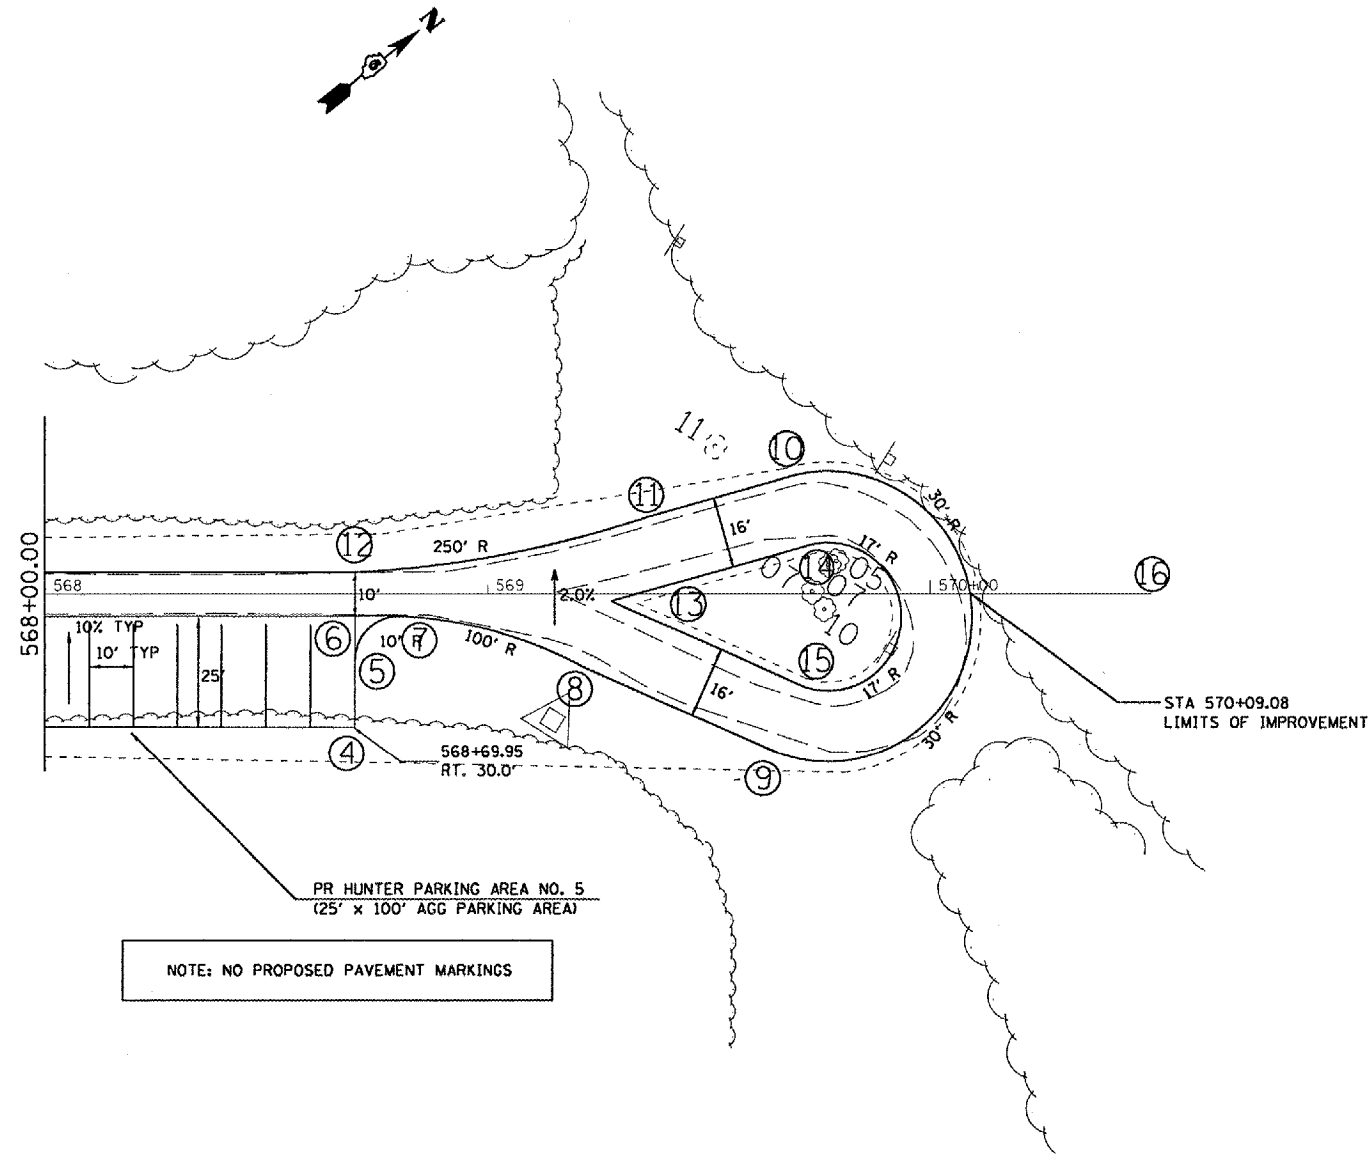 N
11
10
11
30' R
568+00.00
12
250' R
16'
17' R
14
16
568
569
2.0%
570+00
10'
13
10% TYP
6
10' R
7
100' R
10
10' TYP
25'
5
15
8
16'
17' R
STA 570+09.08
LIMITS OF IMPROVEMENT
4
568+69.95
RT. 30.0'
30' R
9
PR HUNTER PARKING AREA NO. 5
(25' x 100' AGG PARKING AREA)
NOTE: NO PROPOSED PAVEMENT MARKINGS